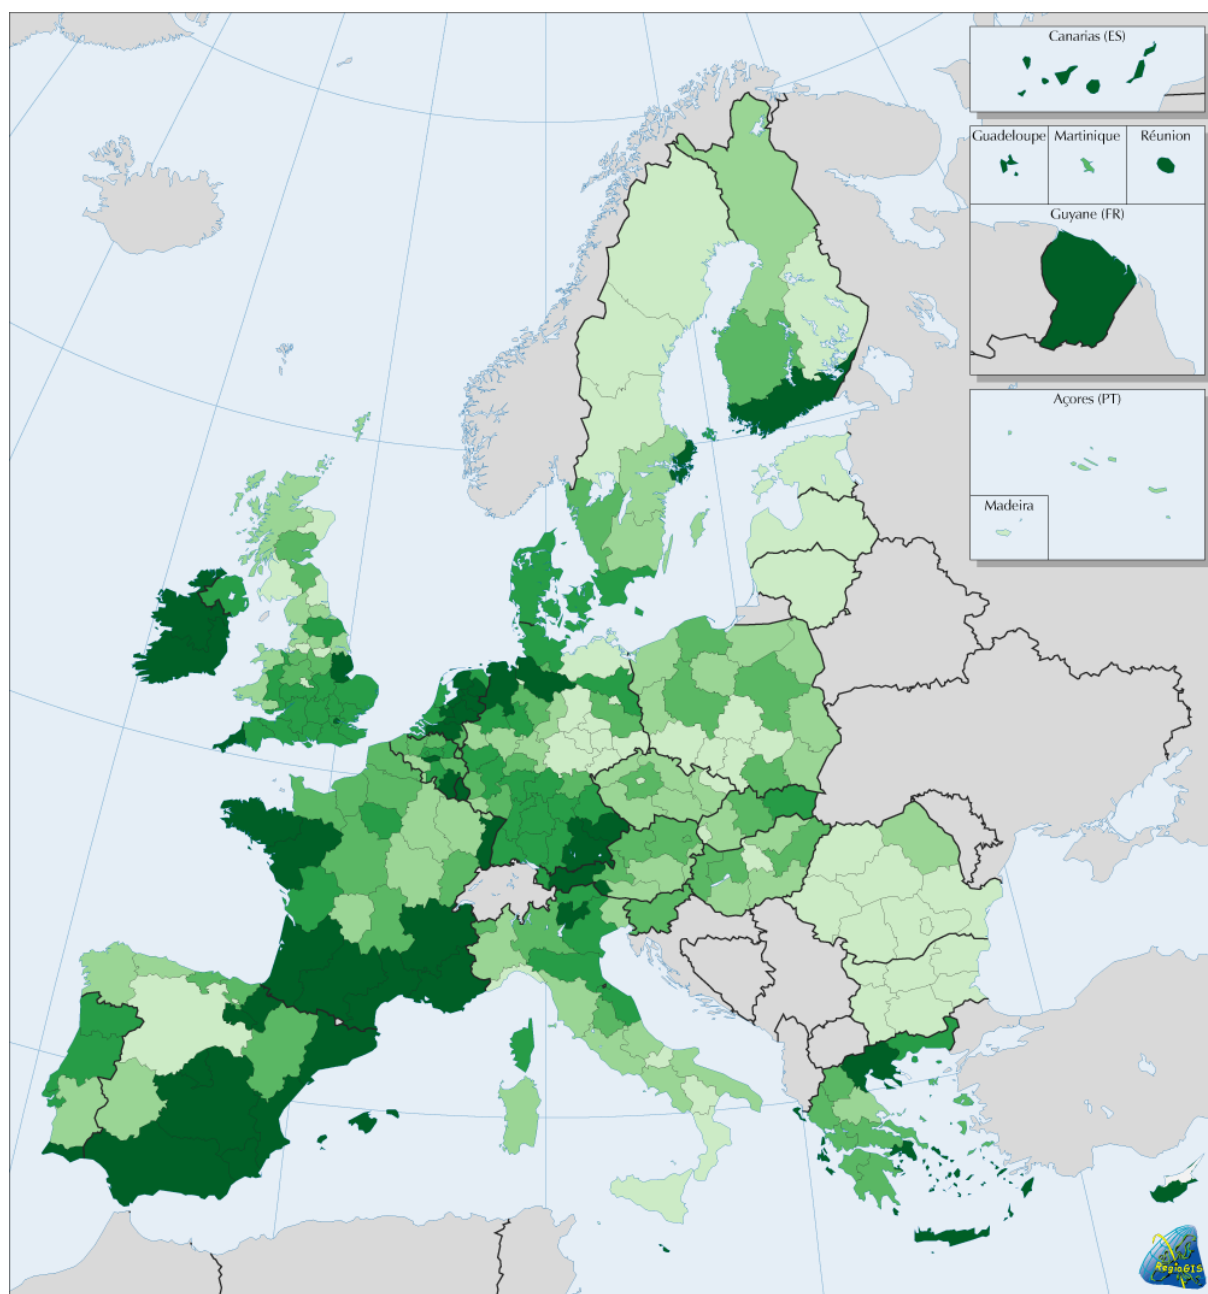 Canarias (ES)
Guadeloupe
Martinique
Réunion
Guyane (FR)
Açores (PT)
Madeira
RegioGIS